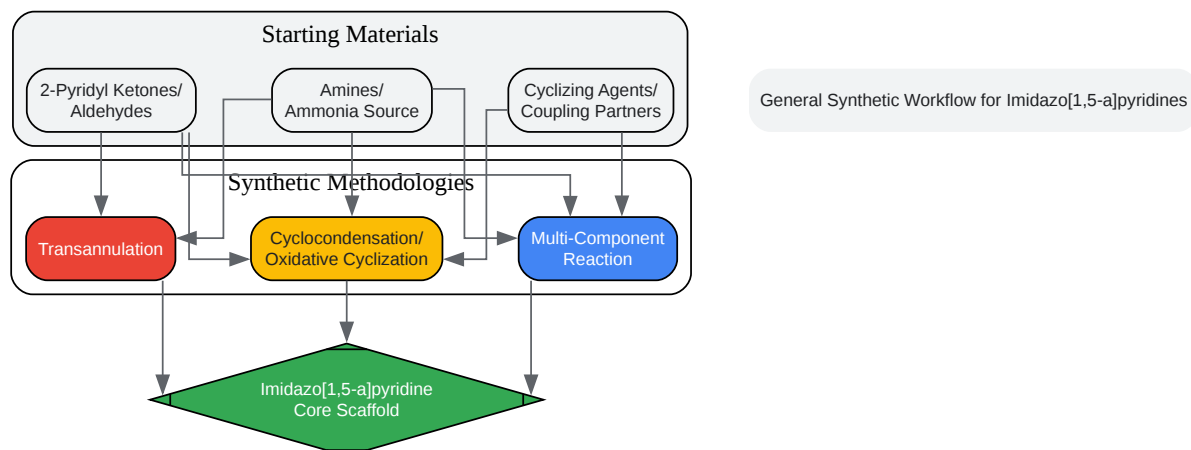 Starting Materials
2-Pyridyl Ketones/
Aldehydes
Amines/
Ammonia Source
Cyclizing Agents/
Coupling Partners
General Synthetic Workflow for Imidazo[1,5-a]pyridines
Synthetic Methodologies
Transannulation
Cyclocondensation/
Oxidative Cyclization
Multi-Component
Reaction
Imidazo[1,5-a]pyridine
Core Scaffold